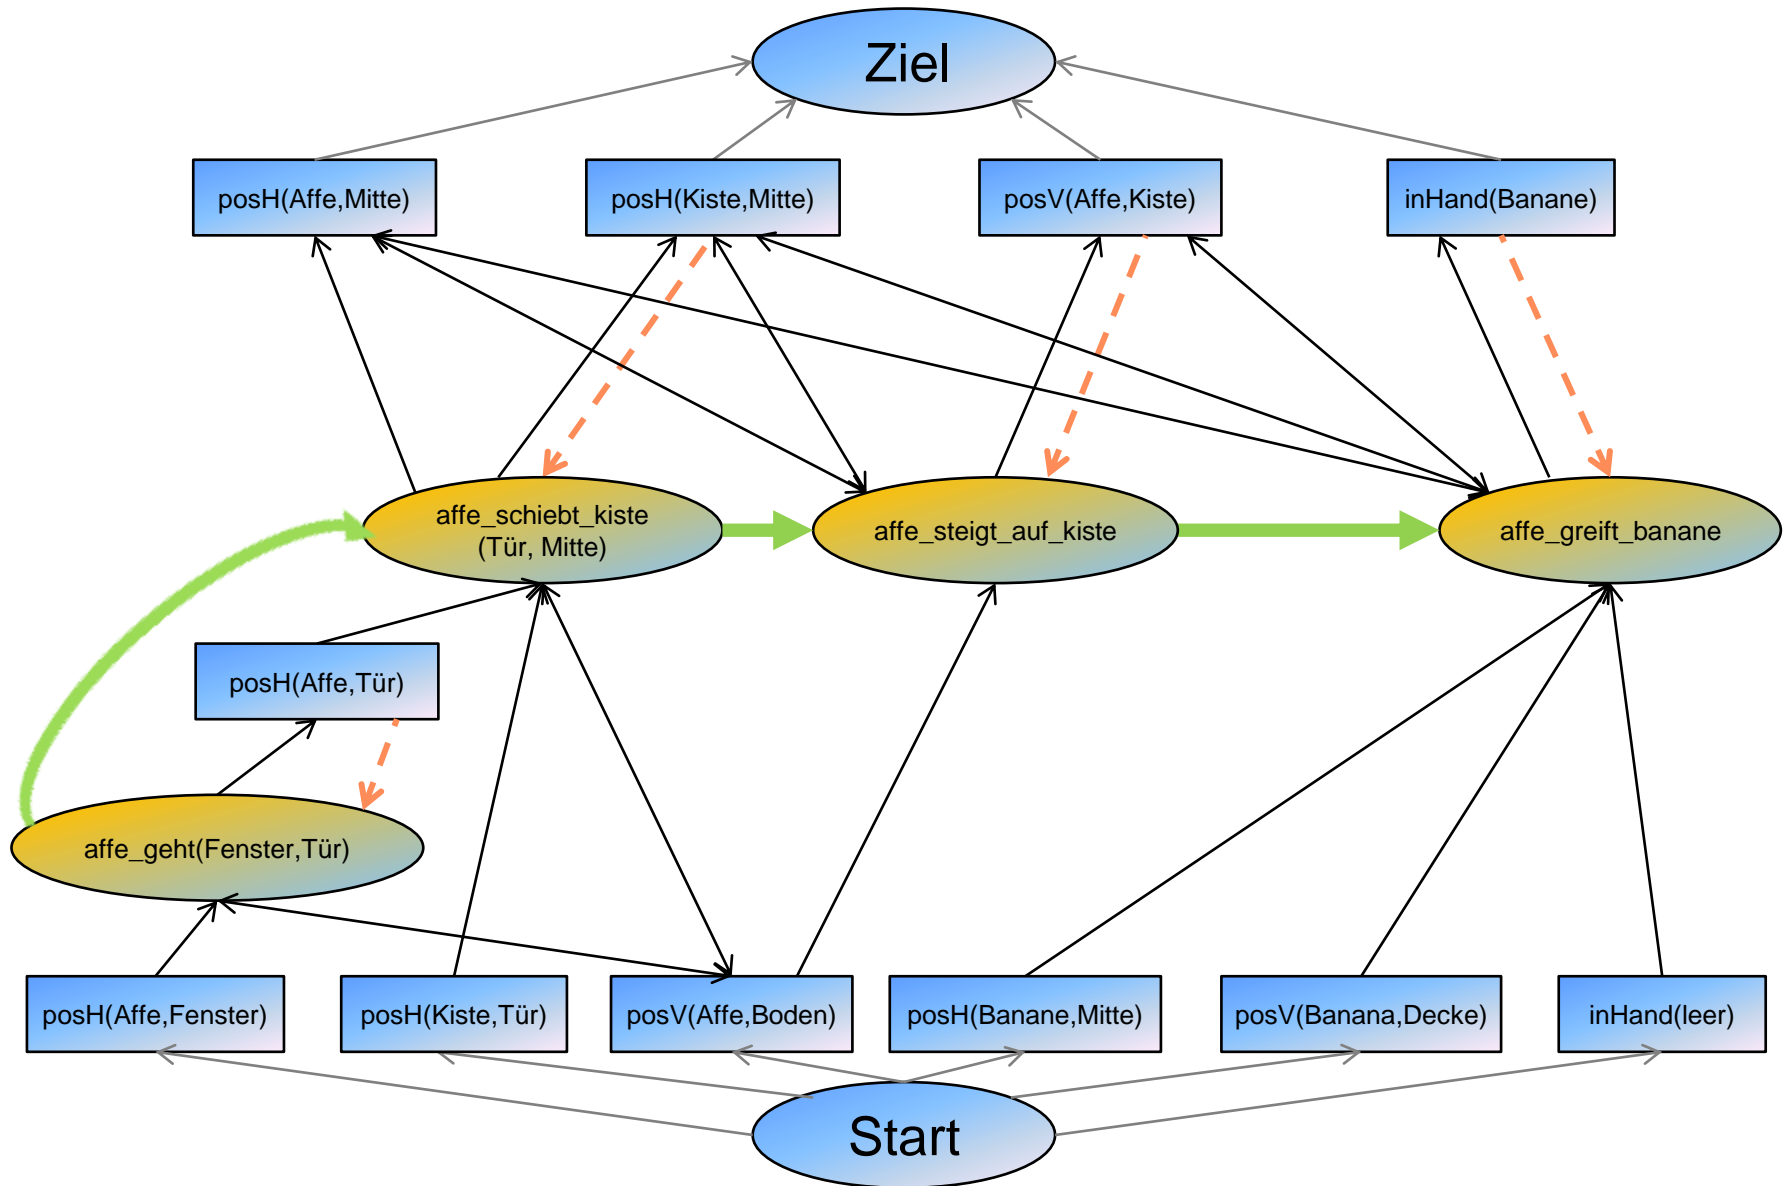 Ziel
posH(Affe,Mitte)
posH(Kiste,Mitte)
posV(Affe,Kiste)
inHand(Banane)
affe_schiebt_kiste
(Tür, Mitte)
affe_steigt_auf_kiste
affe_greift_banane
posH(Affe,Tür)
affe_geht(Fenster,Tür)
posH(Affe,Fenster)
posH(Kiste,Tür)
posV(Affe,Boden)
posH(Banane,Mitte)
posV(Banana,Decke)
inHand(leer)
Start